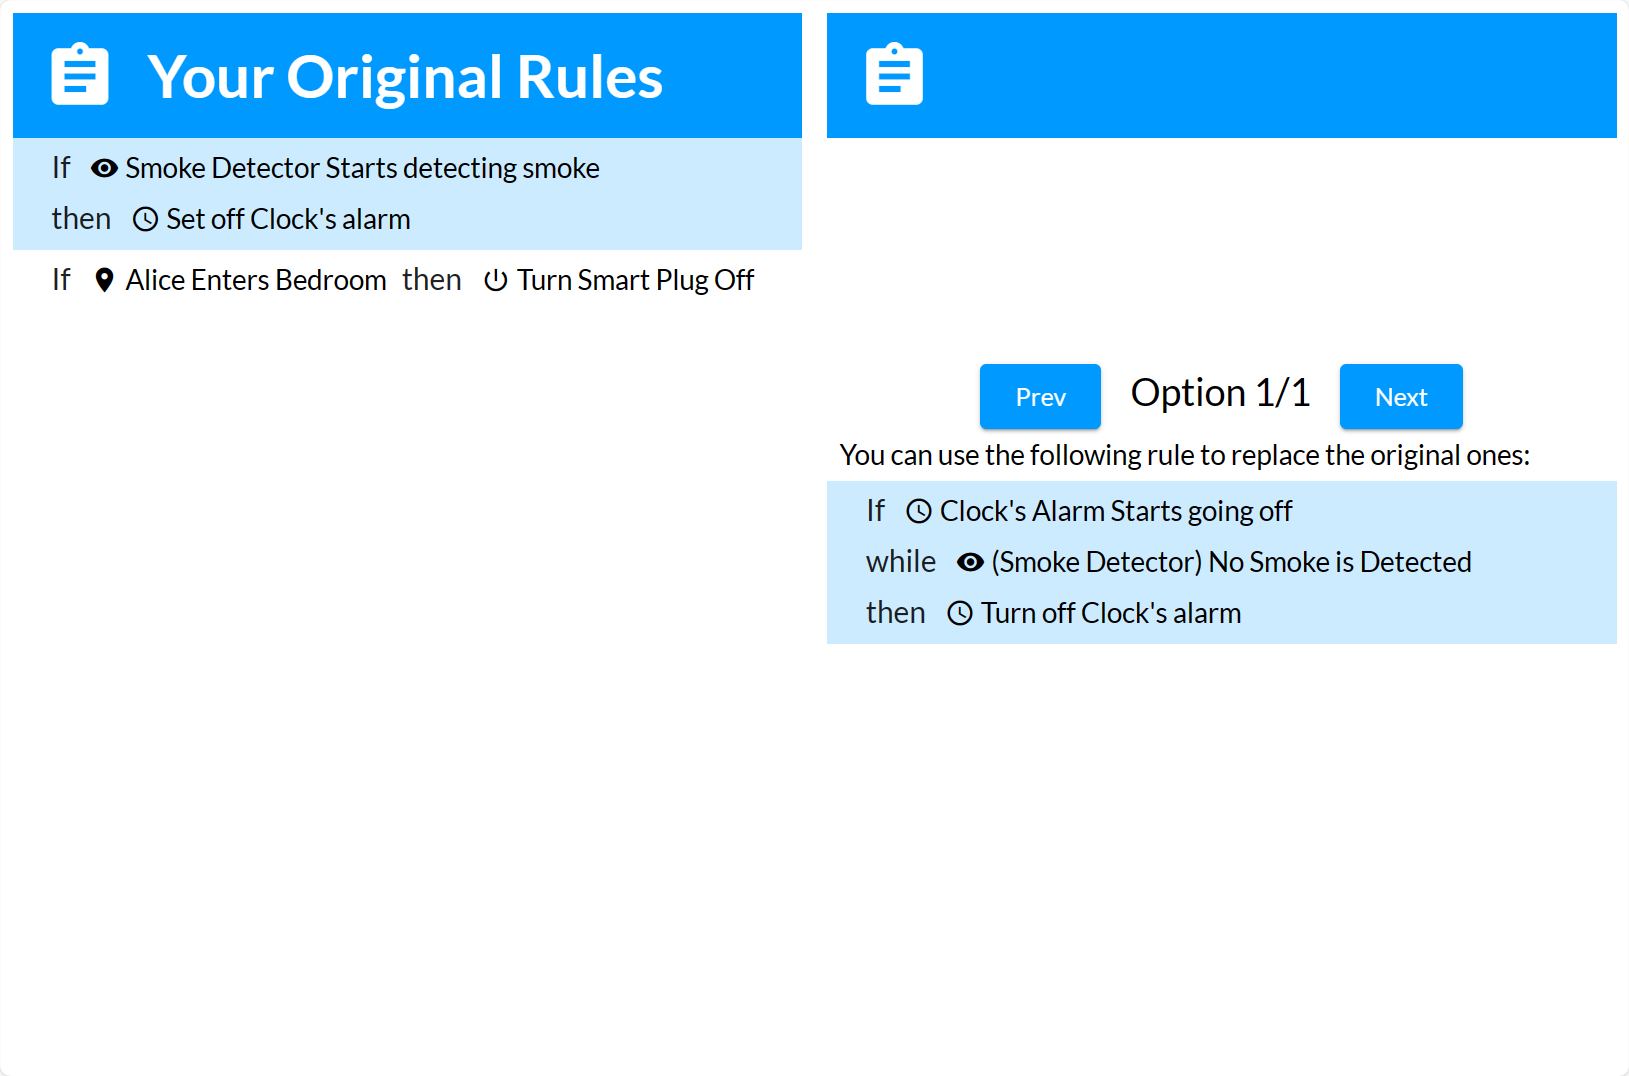 Your Original Rules
If Smoke Detector Starts detecting smoke
then Set off Clock's alarm
If Alice Enters Bedroom then Turn Smart Plug Off
Prev Option 1/1 Next
You can use the following rule to replace the original ones:
If Clock's Alarm Starts going off
while (Smoke Detector) No Smoke is Detected
then Turn off Clock's alarm